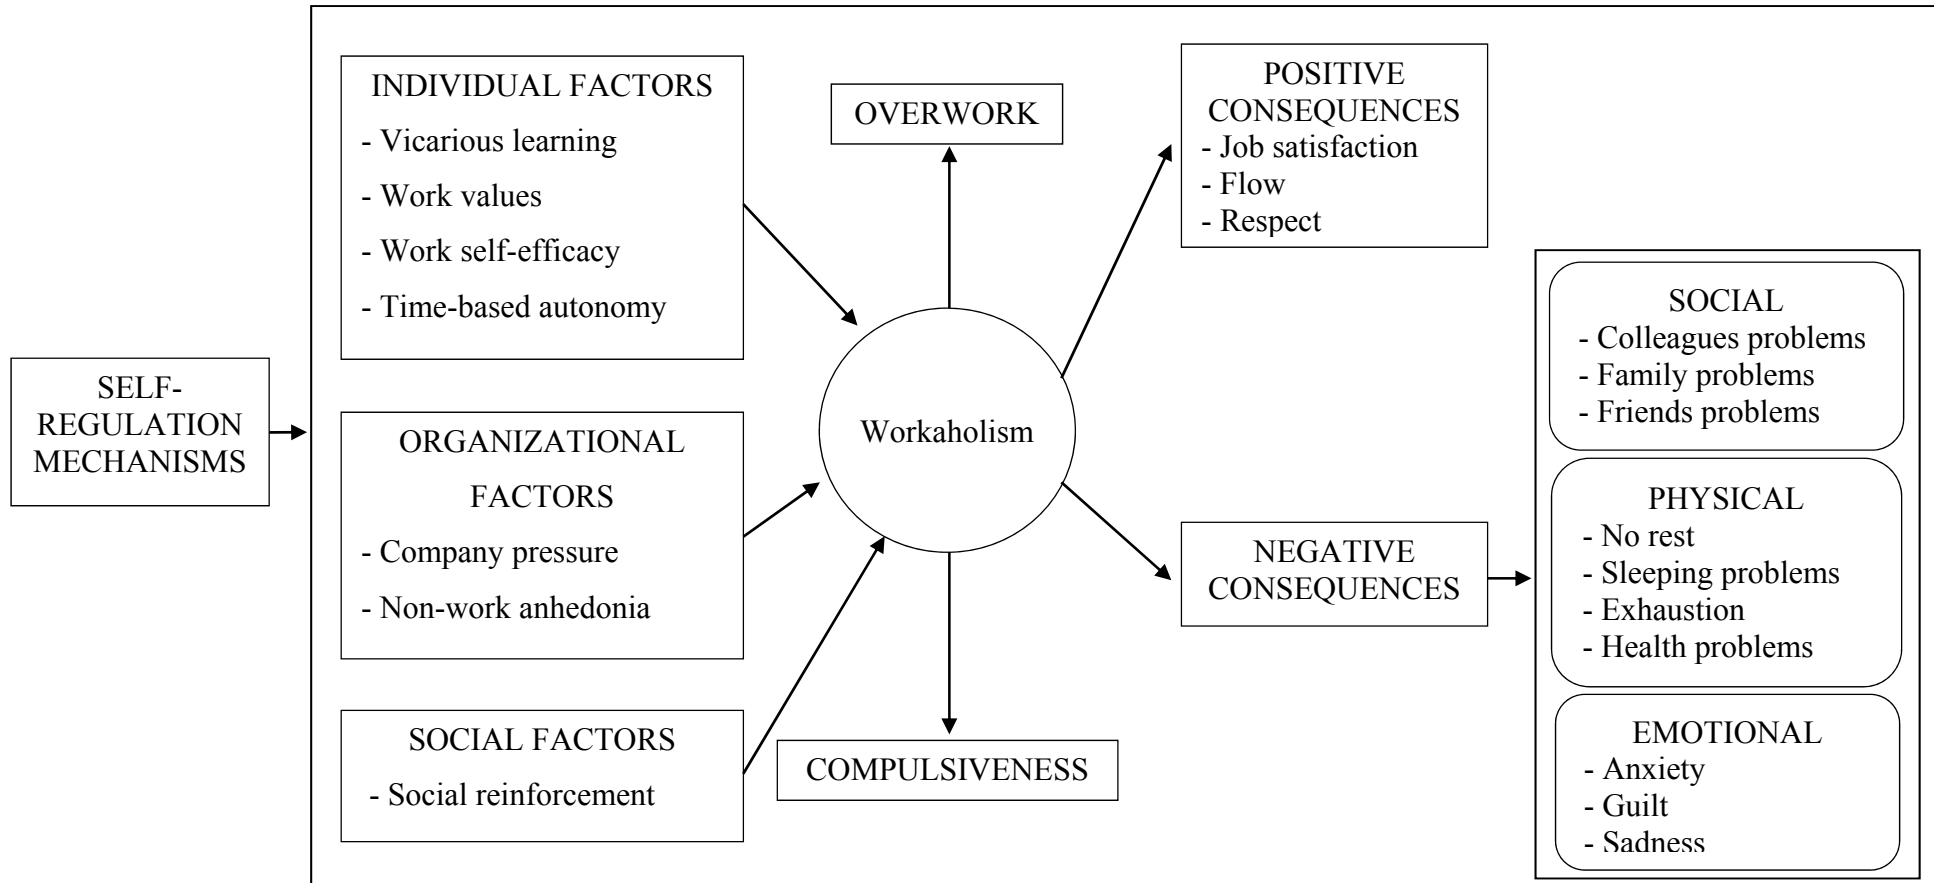 SELF-
REGULATION
MECHANISMS
INDIVIDUAL FACTORS
- Vicarious learning
- Work values
- Work self-efficacy
- Time-based autonomy
ORGANIZATIONAL
FACTORS
- Company pressure
- Non-work anhedonia
SOCIAL FACTORS
- Social reinforcement
OVERWORK
Workaholism
COMPULSIVENESS
POSITIVE
CONSEQUENCES
- Job satisfaction
- Flow
- Respect
NEGATIVE
CONSEQUENCES
SOCIAL
- Colleagues problems
- Family problems
- Friends problems
PHYSICAL
- No rest
- Sleeping problems
- Exhaustion
- Health problems
EMOTIONAL
- Anxiety
- Guilt
- Sadness